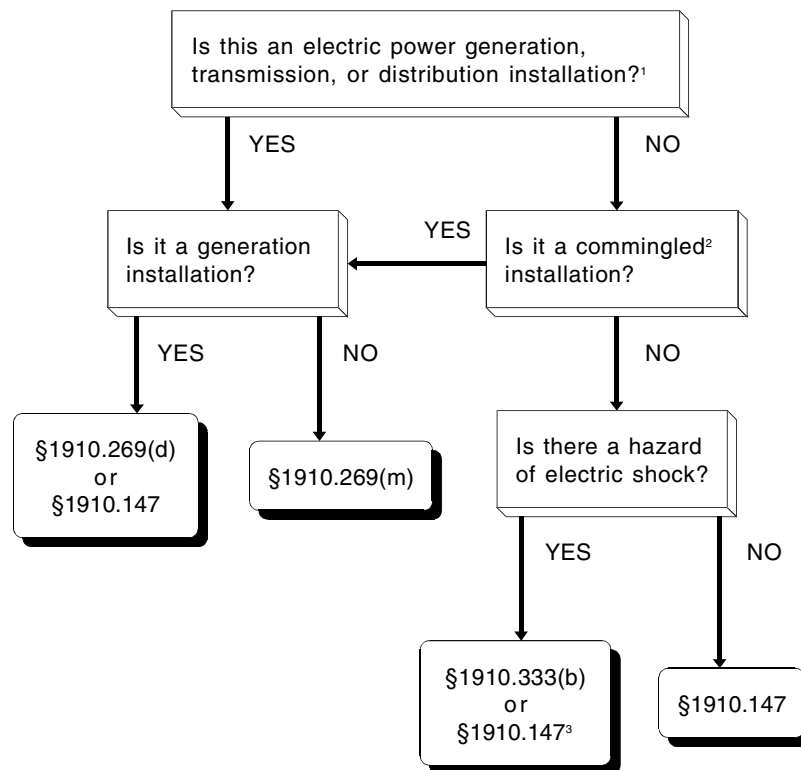 Is this an electric power generation,
transmission, or distribution installation?¹
YES
NO
Is it a generation
installation?
YES
Is it a commingled²
installation?
YES
NO
NO
§1910.269(d)
or
§1910.147
§1910.269(m)
Is there a hazard
of electric shock?
YES
NO
§1910.333(b)
or
§1910.147³
§1910.147